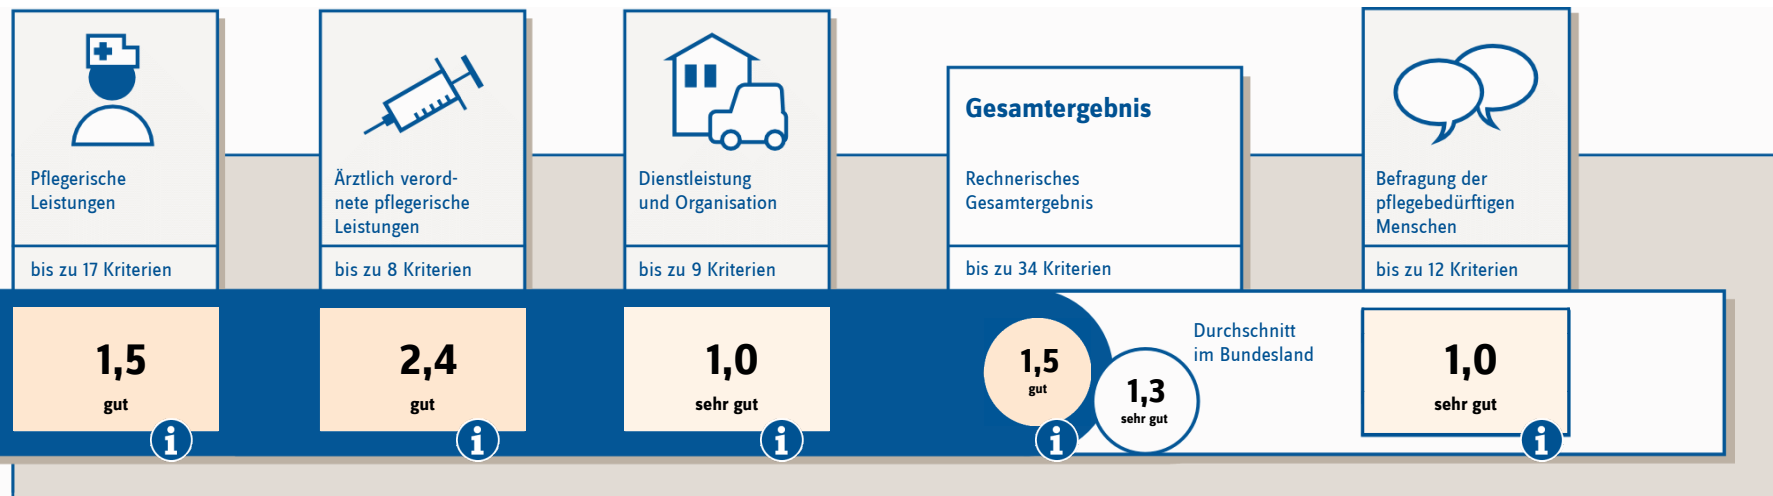 Pflegerische
Leistungen
bis zu 17 Kriterien
1,5
gut
i
Ärztlich verord-
nete pflegerische
Leistungen
bis zu 8 Kriterien
2,4
gut
i
Dienstleistung
und Organisation
bis zu 9 Kriterien
1,0
sehr gut
i
Gesamtergebnis
Rechnerisches
Gesamtergebnis
bis zu 34 Kriterien
1,5
gut
i
1,3
sehr gut
Durchschnitt
im Bundesland
Befragung der
pflegebedürftigen
Menschen
bis zu 12 Kriterien
1,0
sehr gut
i